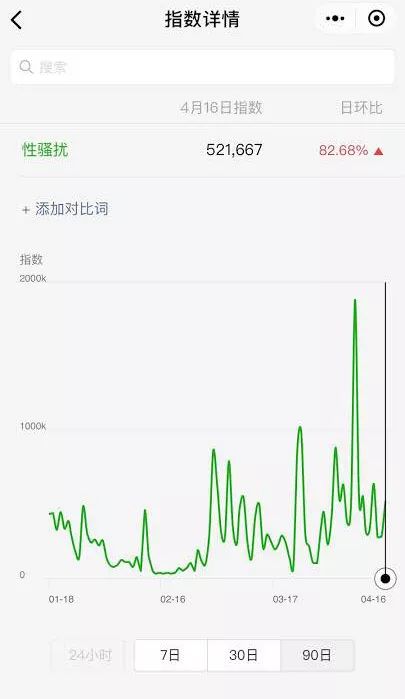 指数详情
搜索
4月16日指数 日环比
性骚扰 521,667 82.68% ▲
+ 添加对比词
指数
2000k
1000k
0
01-18 02-16 03-17 04-16
24小时 7日 30日 90日